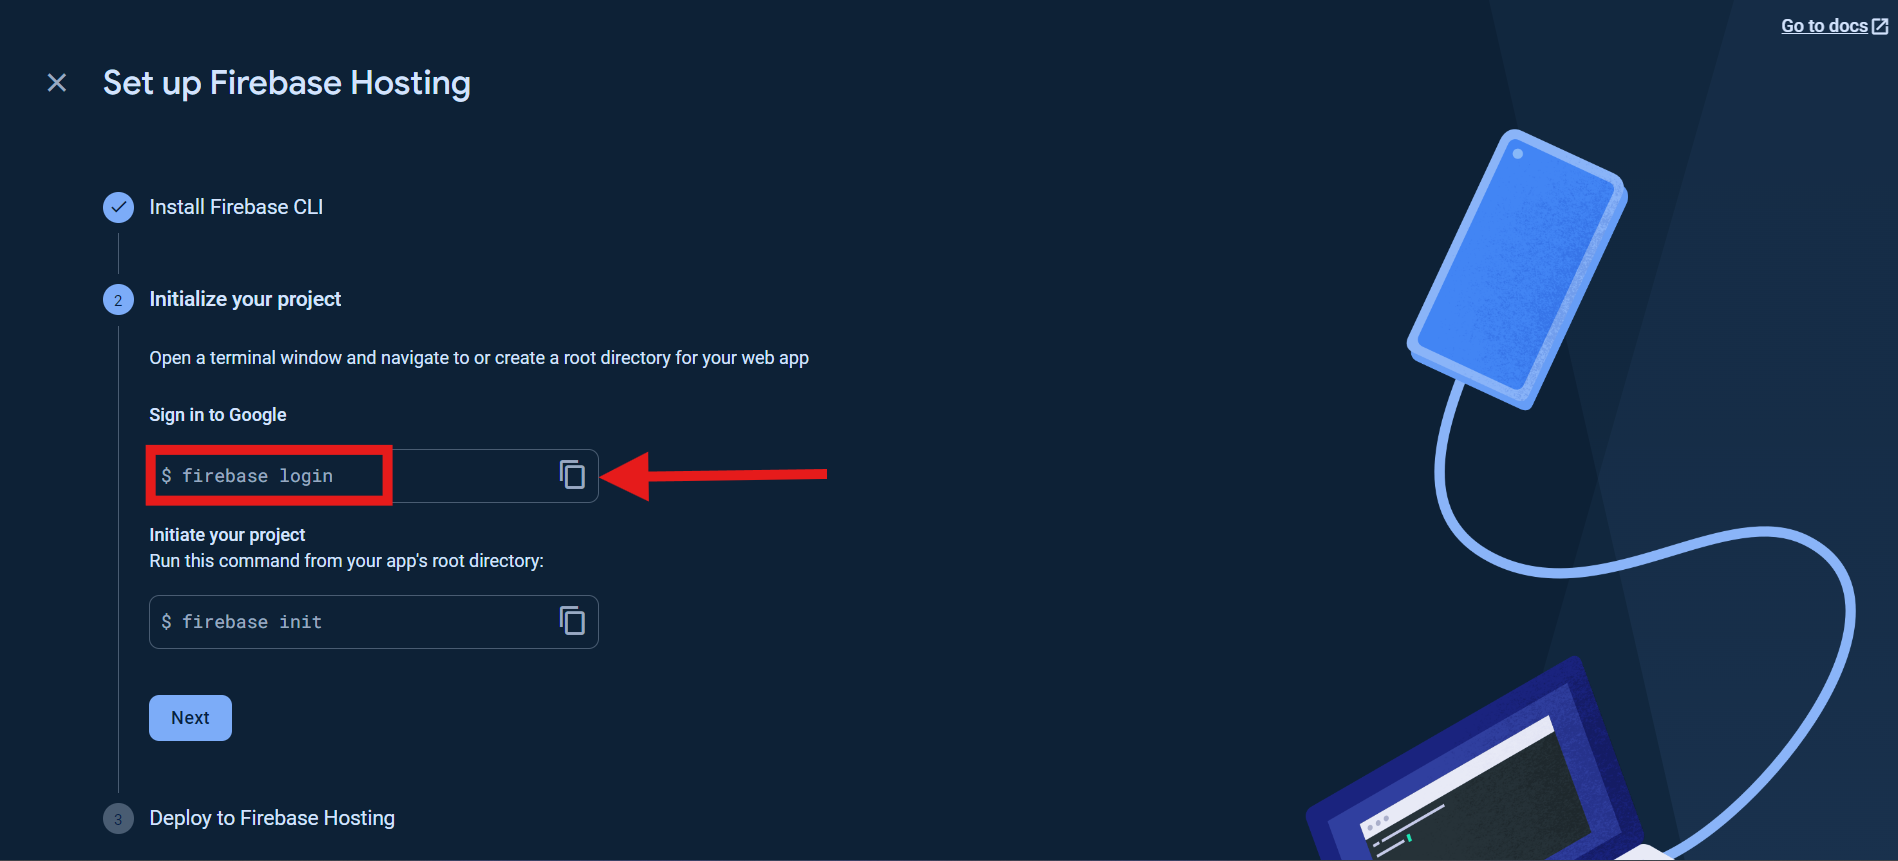 Go to docs
Set up Firebase Hosting
Install Firebase CLI
2
Initialize your project
Open a terminal window and navigate to or create a root directory for your web app
Sign in to Google
$ firebase login
Initiate your project
Run this command from your app's root directory:
$ firebase init
Next
3
Deploy to Firebase Hosting